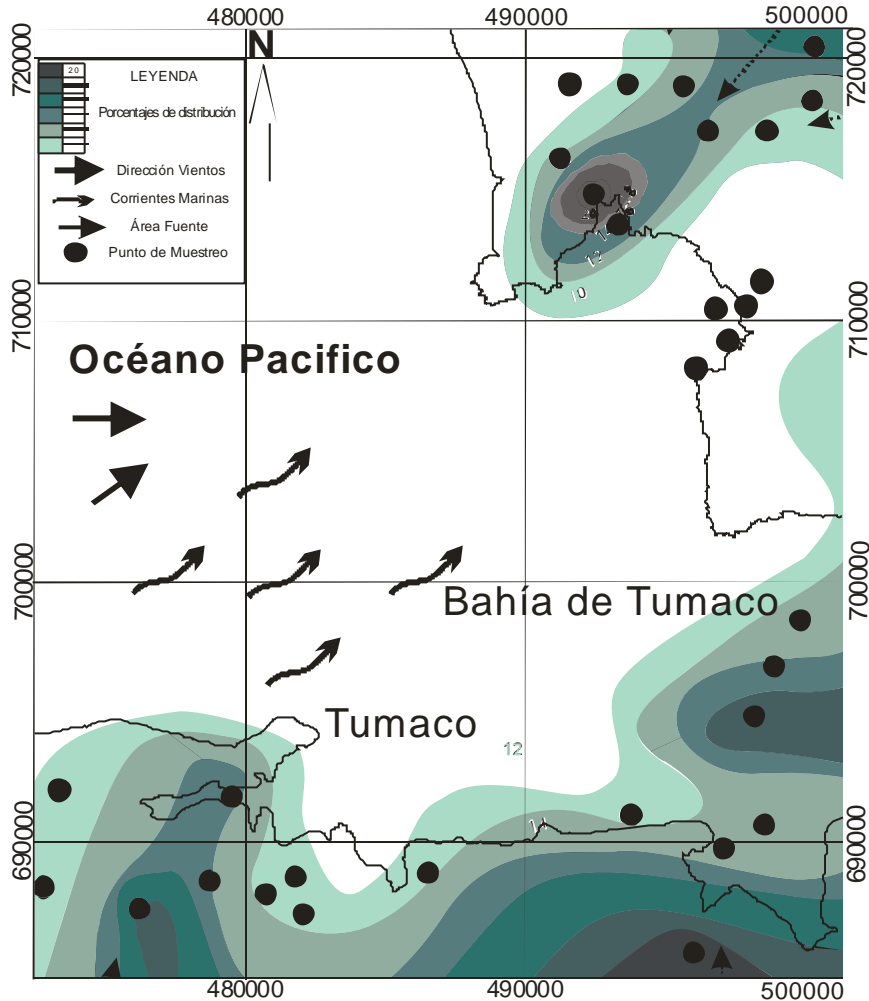 480000 490000 500000
N
720000 720000
20
LEYENDA
Porcentajes de distribución
Dirección Vientos
Corrientes Marinas
Área Fuente
Punto de Muestreo
12
10
710000 710000
Océano Pacifico
700000 700000
Bahía de Tumaco
Tumaco
12
14
690000 690000
480000 490000 500000